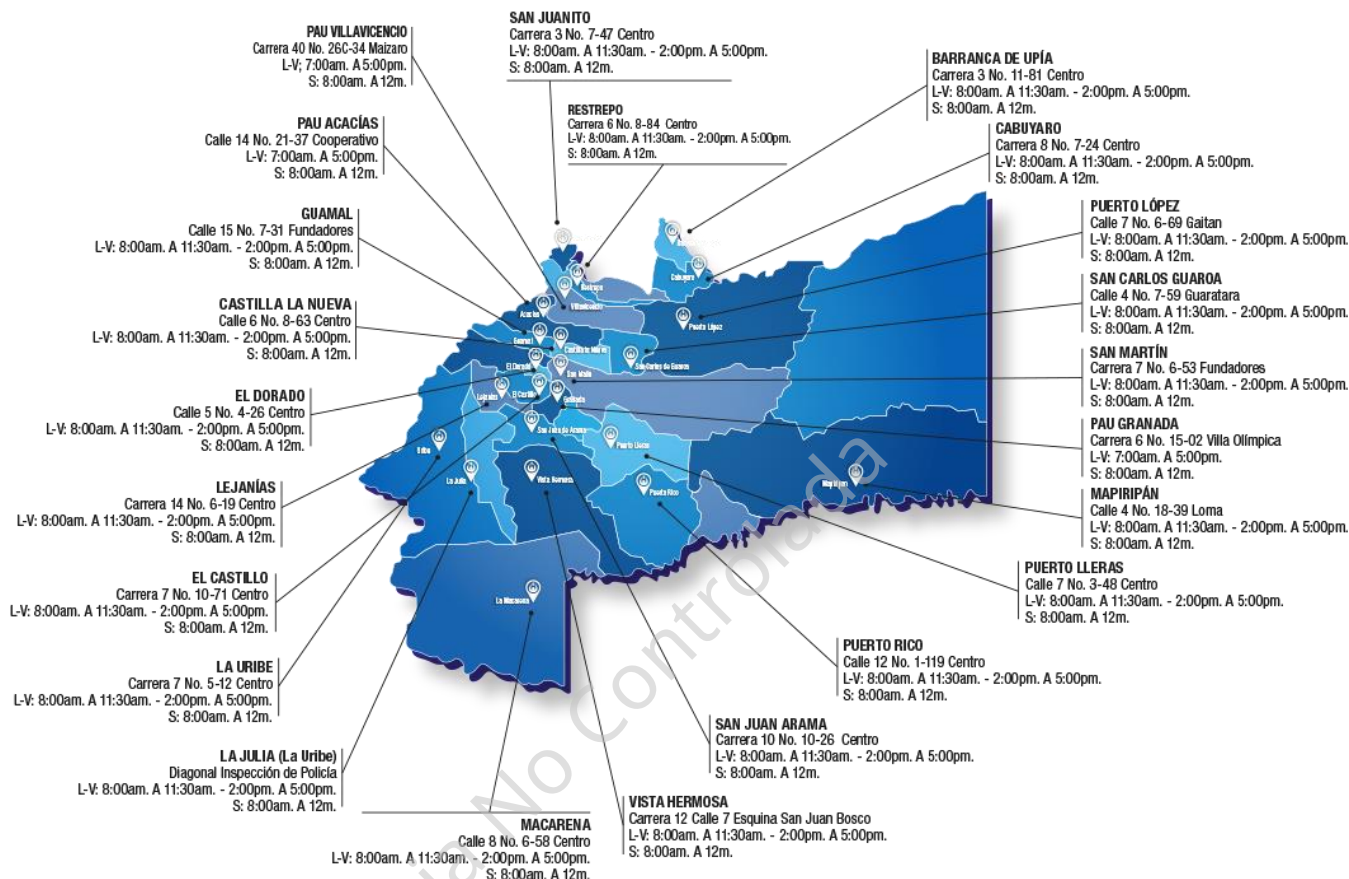 PAU VILLAVICENCIO
Carrera 40 No. 26C-34 Maizaro
L-V; 7:00am. A 5:00pm.
S: 8:00am. A 12m.
SAN JUANITO
Carrera 3 No. 7-47 Centro
L-V: 8:00am. A 11:30am. - 2:00pm. A 5:00pm.
S: 8:00am. A 12m.
RESTREPO
Carrera 6 No. 8-84 Centro
L-V: 8:00am. A 11:30am. - 2:00pm. A 5:00pm.
S: 8:00am. A 12m.
BARRANCA DE UPÍA
Carrera 3 No. 11-81 Centro
L-V: 8:00am. A 11:30am. - 2:00pm. A 5:00pm.
S: 8:00am. A 12m.
CABUYARO
Carrera 8 No. 7-24 Centro
L-V: 8:00am. A 11:30am. - 2:00pm. A 5:00pm.
S: 8:00am. A 12m.
PAU ACACÍAS
Calle 14 No. 21-37 Cooperativo
L-V: 7:00am. A 5:00pm.
S: 8:00am. A 12m.
GUAMAL
Calle 15 No. 7-31 Fundadores
L-V: 8:00am. A 11:30am. - 2:00pm. A 5:00pm.
S: 8:00am. A 12m.
CASTILLA LA NUEVA
Calle 6 No. 8-63 Centro
L-V: 8:00am. A 11:30am. - 2:00pm. A 5:00pm.
S: 8:00am. A 12m.
EL DORADO
Calle 5 No. 4-26 Centro
L-V: 8:00am. A 11:30am. - 2:00pm. A 5:00pm.
S: 8:00am. A 12m.
LEJANÍAS
Carrera 14 No. 6-19 Centro
L-V: 8:00am. A 11:30am. - 2:00pm. A 5:00pm.
S: 8:00am. A 12m.
EL CASTILLO
Carrera 7 No. 10-71 Centro
L-V: 8:00am. A 11:30am. - 2:00pm. A 5:00pm.
S: 8:00am. A 12m.
LA URIBE
Carrera 7 No. 5-12 Centro
L-V: 8:00am. A 11:30am. - 2:00pm. A 5:00pm.
S: 8:00am. A 12m.
LA JULIA (La Uribe)
Diagonal Inspección de Policía
L-V: 8:00am. A 11:30am. - 2:00pm. A 5:00pm.
S: 8:00am. A 12m.
MACARENA
Calle 8 No. 6-58 Centro
L-V: 8:00am. A 11:30am. - 2:00pm. A 5:00pm.
S: 8:00am. A 12m.
PUERTO LÓPEZ
Calle 7 No. 6-69 Gaitan
L-V: 8:00am. A 11:30am. - 2:00pm. A 5:00pm.
S: 8:00am. A 12m.
SAN CARLOS GUAROA
Calle 4 No. 7-59 Guaratara
L-V: 8:00am. A 11:30am. - 2:00pm. A 5:00pm.
S: 8:00am. A 12m.
SAN MARTÍN
Carrera 7 No. 6-53 Fundadores
L-V: 8:00am. A 11:30am. - 2:00pm. A 5:00pm.
S: 8:00am. A 12m.
PAU GRANADA
Carrera 6 No. 15-02 Villa Olímpica
L-V: 7:00am. A 5:00pm.
S: 8:00am. A 12m.
MAPIRIPÁN
Calle 4 No. 18-39 Loma
L-V: 8:00am. A 11:30am. - 2:00pm. A 5:00pm.
S: 8:00am. A 12m.
PUERTO LLERAS
Calle 7 No. 3-48 Centro
L-V: 8:00am. A 11:30am. - 2:00pm. A 5:00pm.
S: 8:00am. A 12m.
PUERTO RICO
Calle 12 No. 1-119 Centro
L-V: 8:00am. A 11:30am. - 2:00pm. A 5:00pm.
S: 8:00am. A 12m.
SAN JUAN ARAMA
Carrera 10 No. 10-26 Centro
L-V: 8:00am. A 11:30am. - 2:00pm. A 5:00pm.
S: 8:00am. A 12m.
VISTA HERMOSA
Carrera 12 Calle 7 Esquina San Juan Bosco
L-V: 8:00am. A 11:30am. - 2:00pm. A 5:00pm.
S: 8:00am. A 12m.
Cabuyaro
Restrepo
Villavicencio
Acacías
Puerto López
Guamal
San Carlos de Guaroa
El Dorado
El Castillo
Lejanías
San Juan de Arama
Puerto Lleras
La Julia
Vista Hermosa
Puerto Rico
Mapiripan
La Macarena
No Controlada